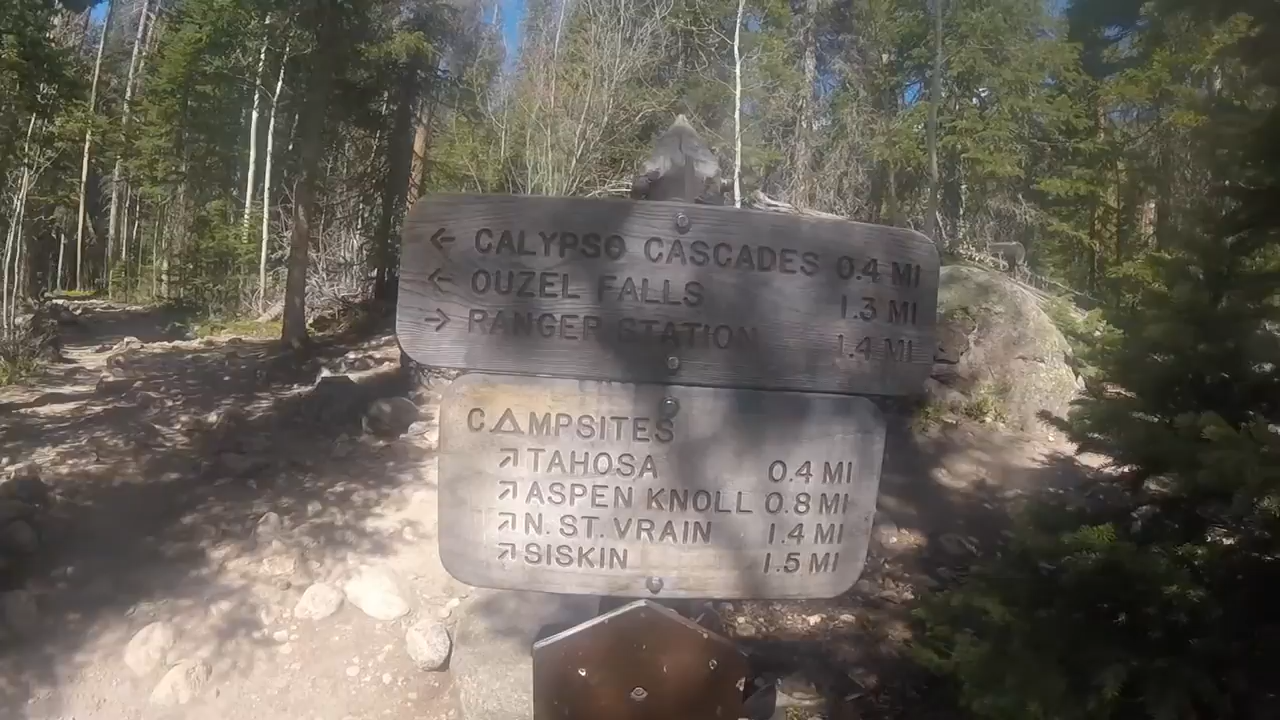 ← CALYPSO CASCADES 0.4 MI
← OUZEL FALLS 1.3 MI
→ RANGER STATION 1.4 MI
CAMPSITES
↗ TAHOSA 0.4 MI
↗ ASPEN KNOLL 0.8 MI
↗ N. ST. VRAIN 1.4 MI
↗ SISKIN 1.5 MI